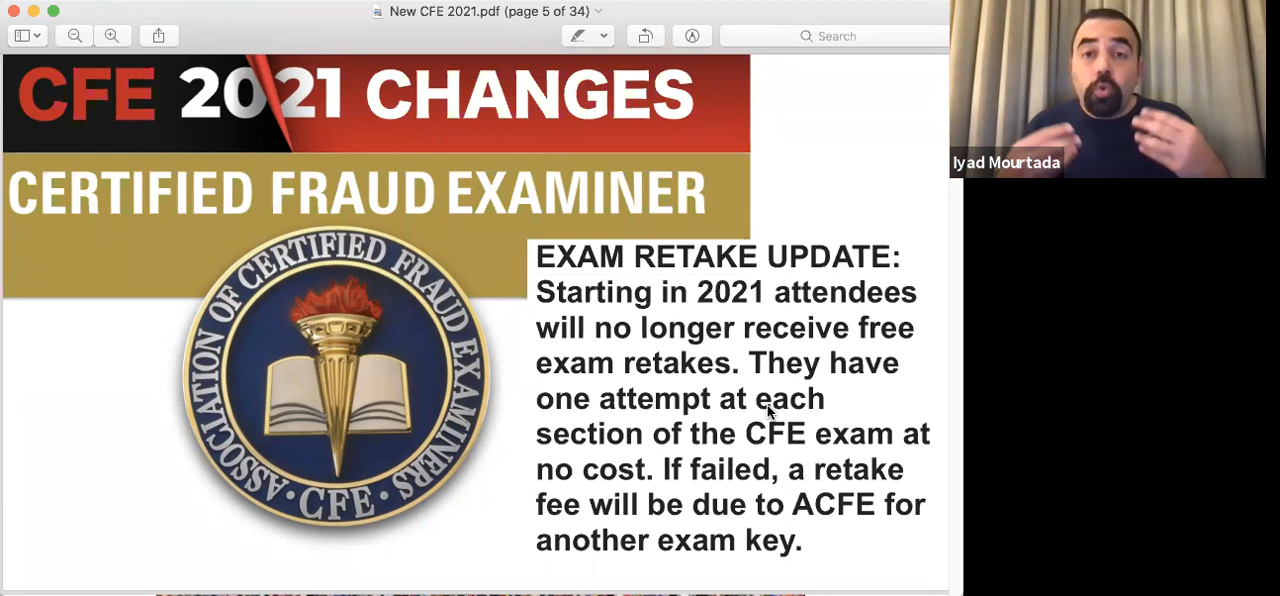 New CFE 2021.pdf (page 5 of 34)
Search
CFE 2021 CHANGES
CERTIFIED FRAUD EXAMINER
ASSOCIATION OF CERTIFIED FRAUD EXAMINERS
· CFE ·
EXAM RETAKE UPDATE:
Starting in 2021 attendees
will no longer receive free
exam retakes. They have
one attempt at each
section of the CFE exam at
no cost. If failed, a retake
fee will be due to ACFE for
another exam key.
Iyad Mourtada